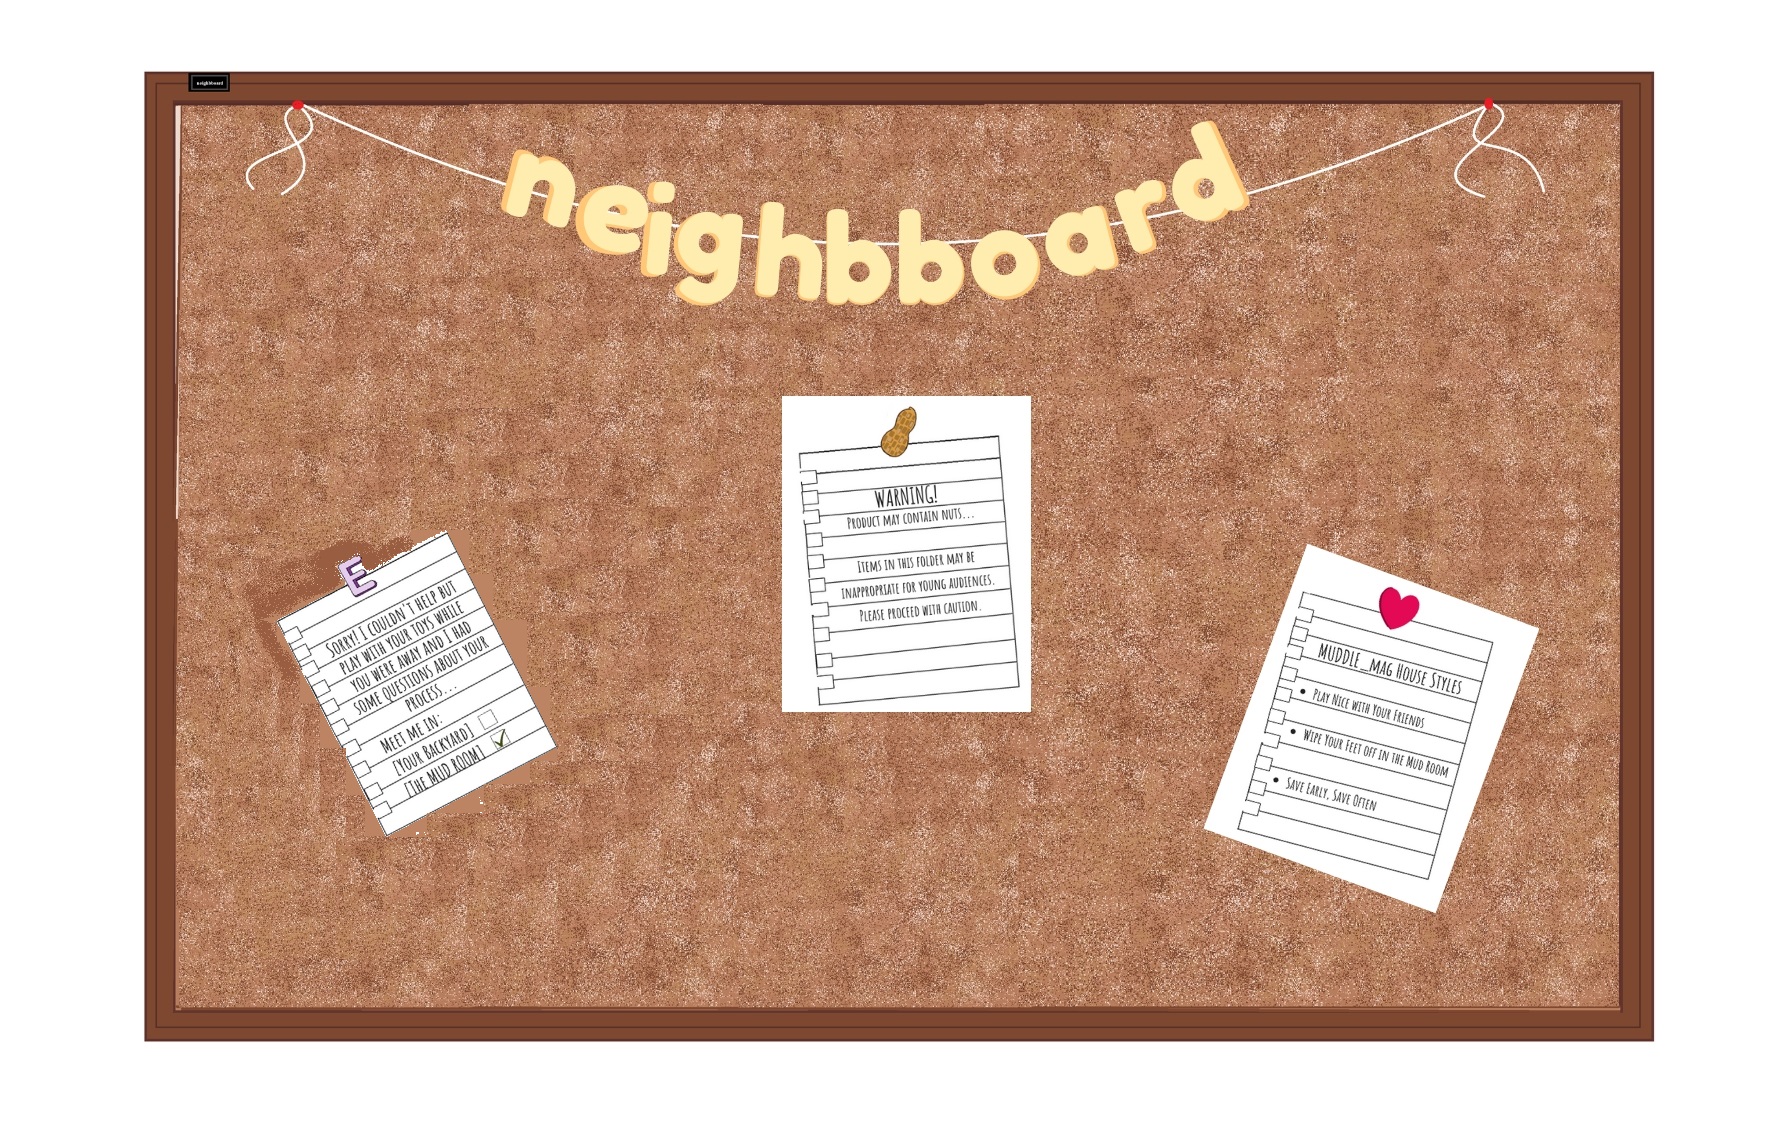 neighboard
neighbboard
SORRY! I COULDN'T HELP BUT
PLAY WITH YOUR TOYS WHILE
YOU WERE AWAY AND I HAD
SOME QUESTIONS ABOUT YOUR
PROCESS...
MEET ME IN:
[YOUR BACKYARD]
[THE MUD ROOM]
E
WARNING!
PRODUCT MAY CONTAIN NUTS...
ITEMS IN THIS FOLDER MAY BE
INAPPROPRIATE FOR YOUNG AUDIENCES.
PLEASE PROCEED WITH CAUTION.
MUDDLE_MAG HOUSE STYLES
• PLAY NICE WITH YOUR FRIENDS
• WIPE YOUR FEET OFF IN THE MUD ROOM
• SAVE EARLY, SAVE OFTEN